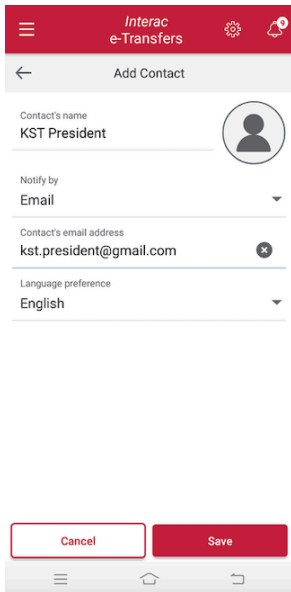 Interac
e-Transfers
9
Add Contact
Contact's name
KST President
Notify by
Email
Contact's email address
kst.president@gmail.com
Language preference
English
Cancel
Save